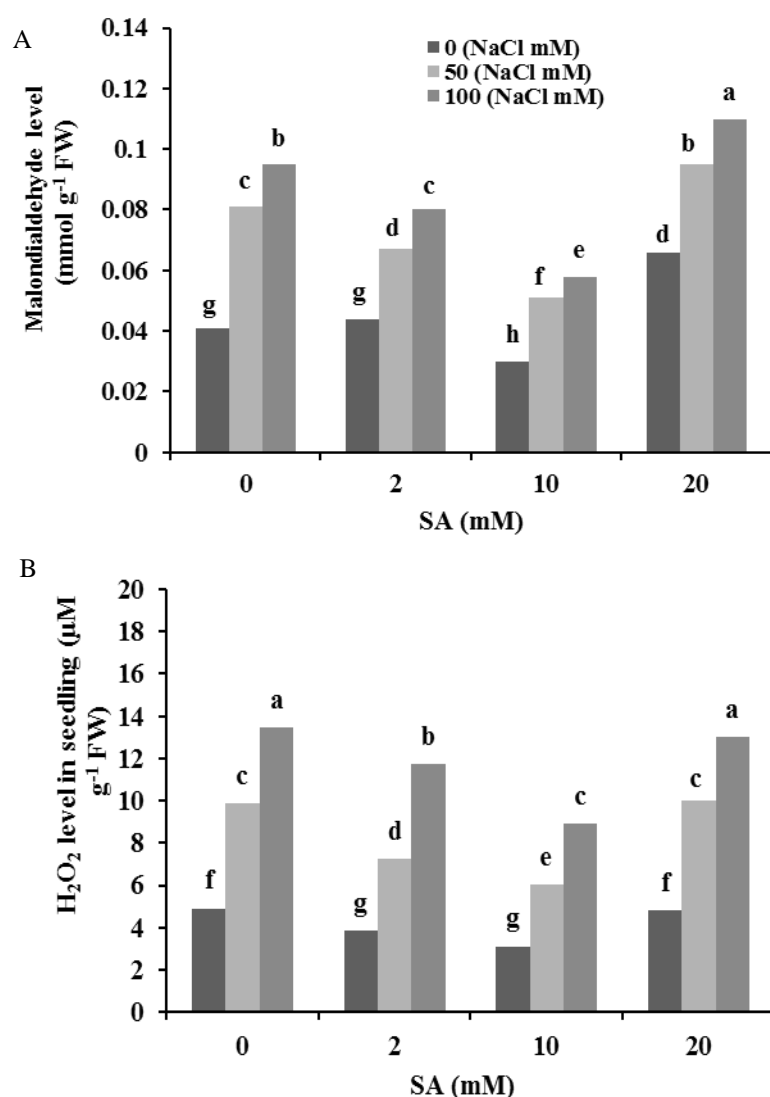 A
0.14
0.12
0.1
0.08
0.06
0.04
0.02
0
Malondialdehyde level
(mmol g⁻¹ FW)
0 (NaCl mM)
50 (NaCl mM)
100 (NaCl mM)
g c b
g d c
h f e
d b a
0 2 10 20
SA (mM)
B
20
18
16
14
12
10
8
6
4
2
0
H₂O₂ level in seedling (µM
g⁻¹ FW)
f c a
g d b
g e c
f c a
0 2 10 20
SA (mM)